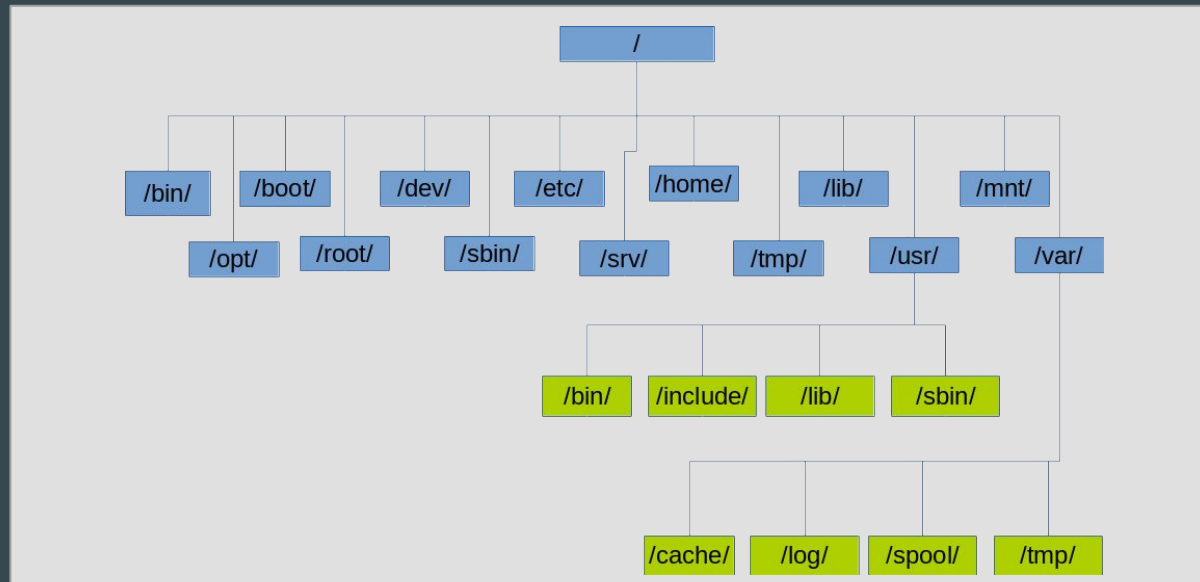 /
/bin/
/boot/
/dev/
/etc/
/home/
/lib/
/mnt/
/opt/
/root/
/sbin/
/srv/
/tmp/
/usr/
/var/
/bin/
/include/
/lib/
/sbin/
/cache/
/log/
/spool/
/tmp/